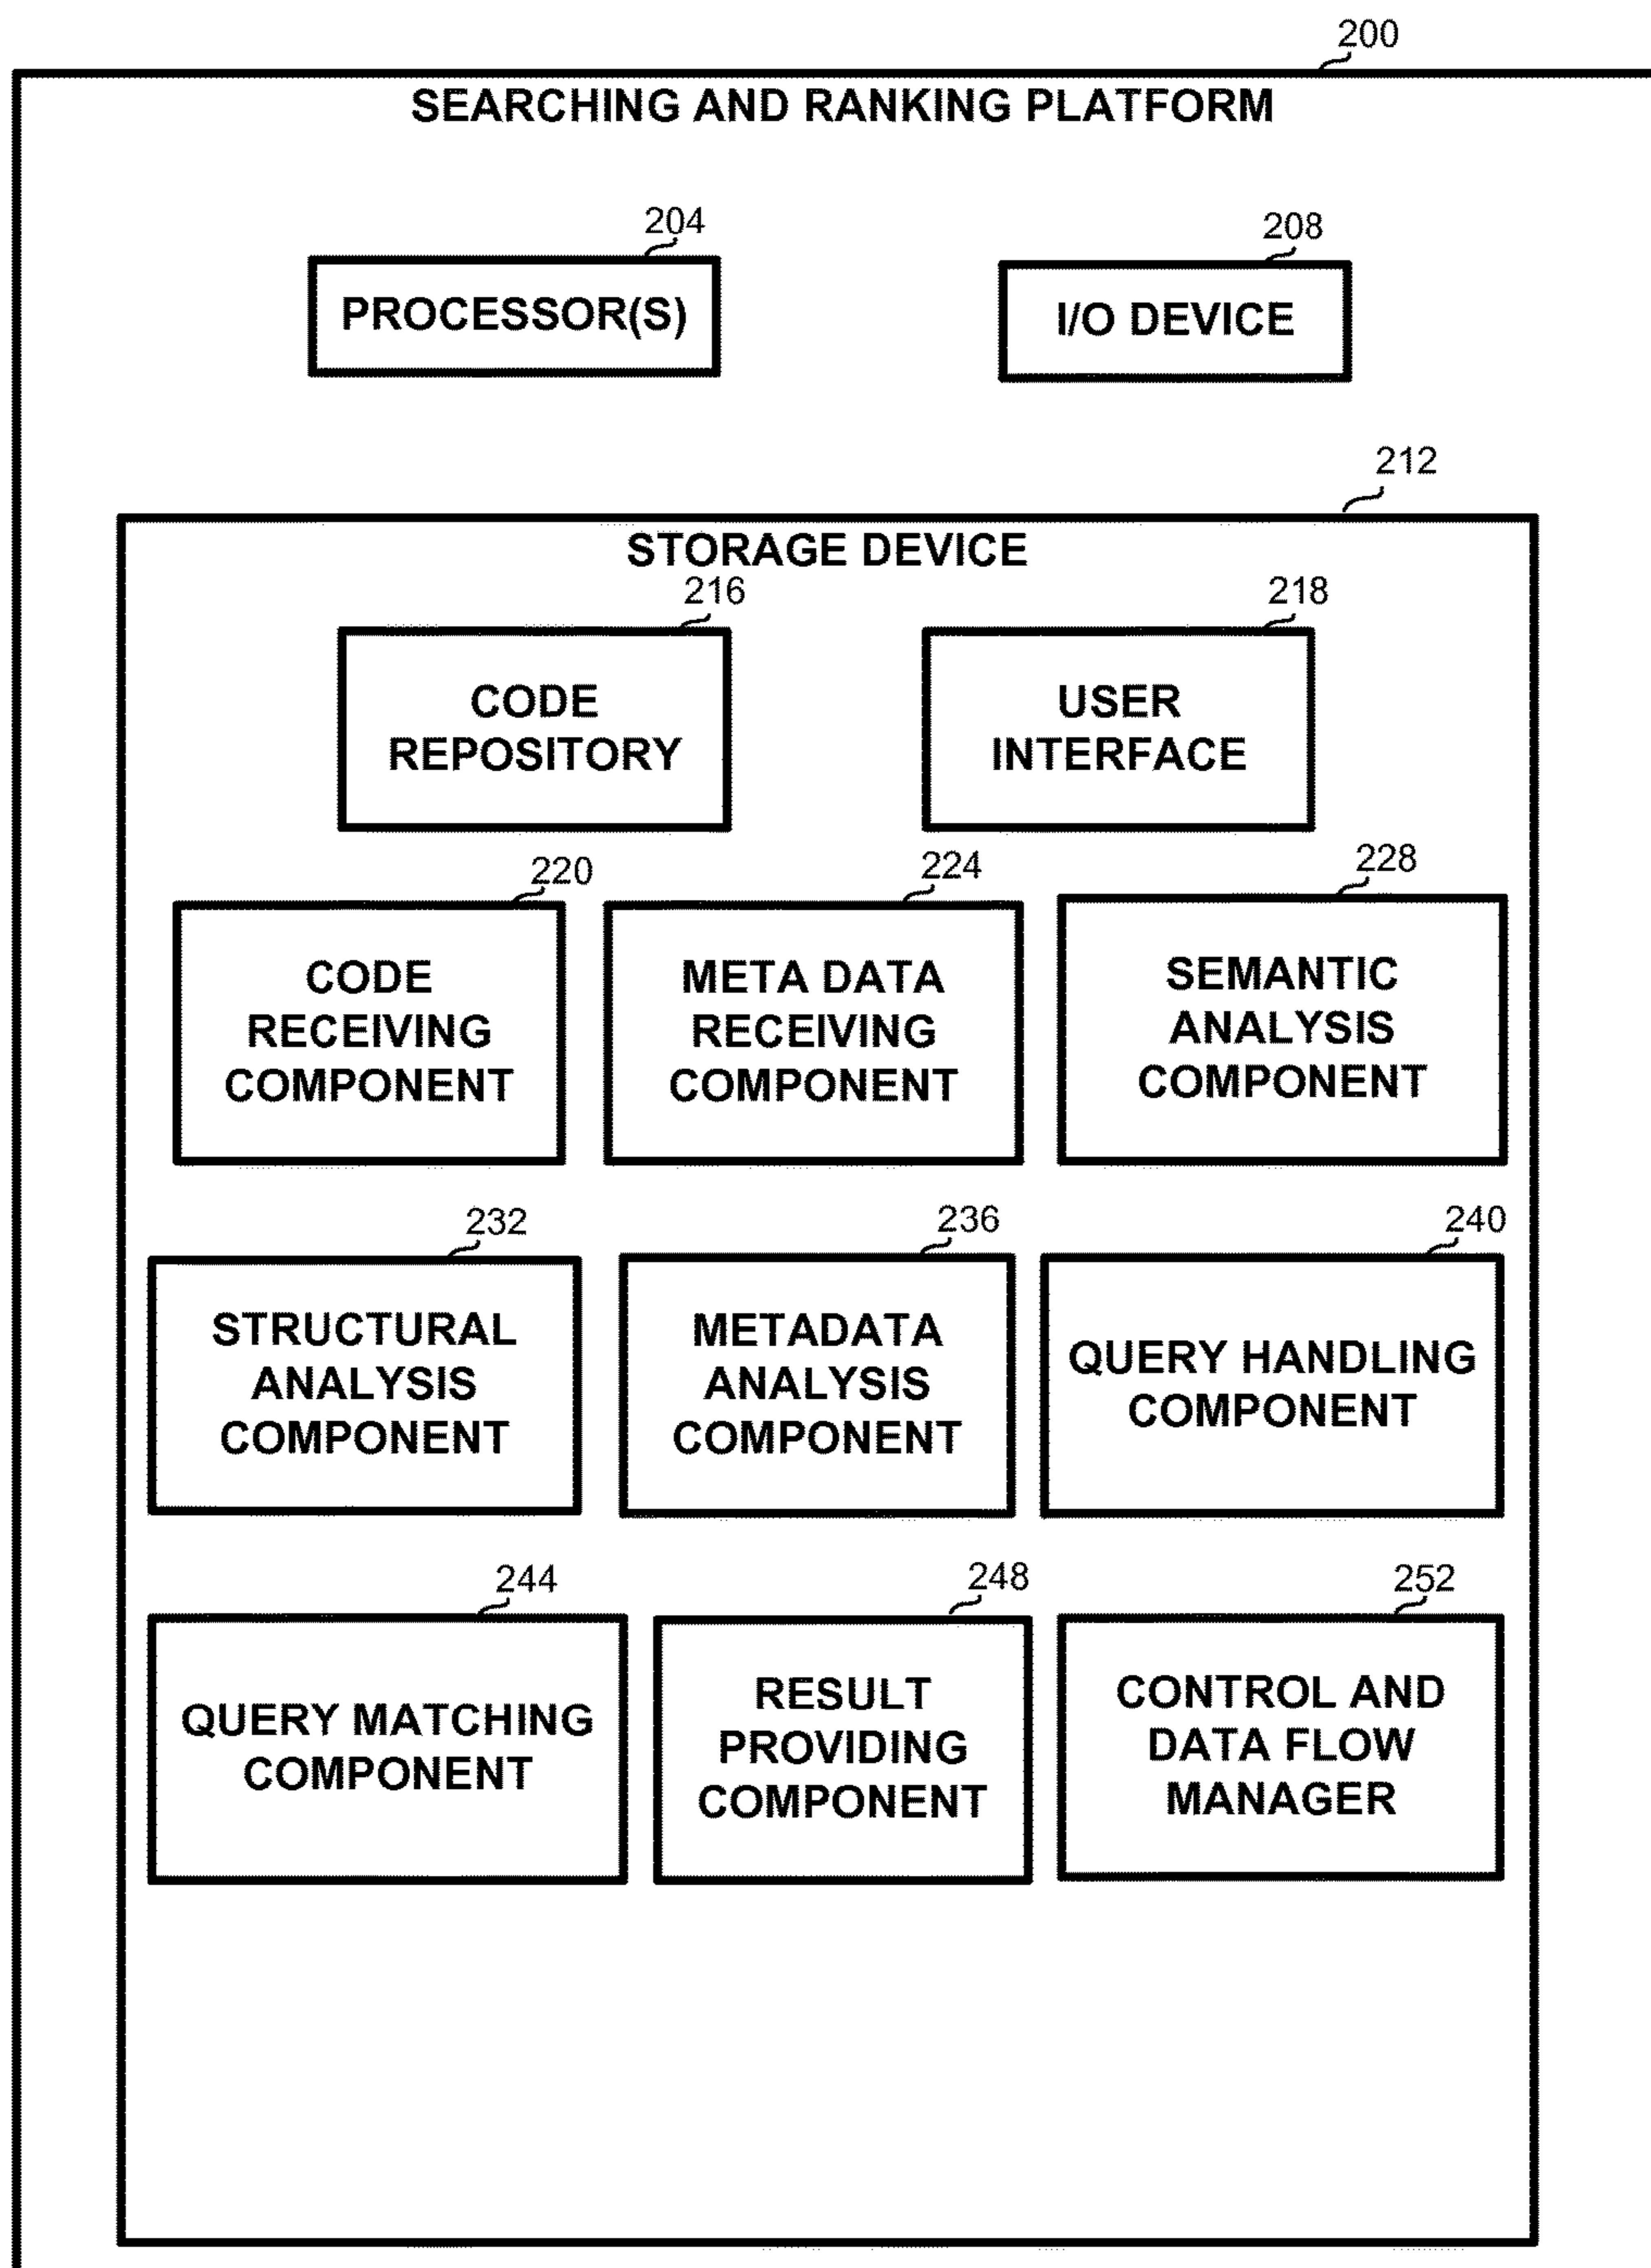 200
SEARCHING AND RANKING PLATFORM
204
PROCESSOR(S)
208
I/O DEVICE
212
STORAGE DEVICE
216
CODE
REPOSITORY
218
USER
INTERFACE
220
CODE
RECEIVING
COMPONENT
224
META DATA
RECEIVING
COMPONENT
228
SEMANTIC
ANALYSIS
COMPONENT
232
STRUCTURAL
ANALYSIS
COMPONENT
236
METADATA
ANALYSIS
COMPONENT
240
QUERY HANDLING
COMPONENT
244
QUERY MATCHING
COMPONENT
248
RESULT
PROVIDING
COMPONENT
252
CONTROL AND
DATA FLOW
MANAGER